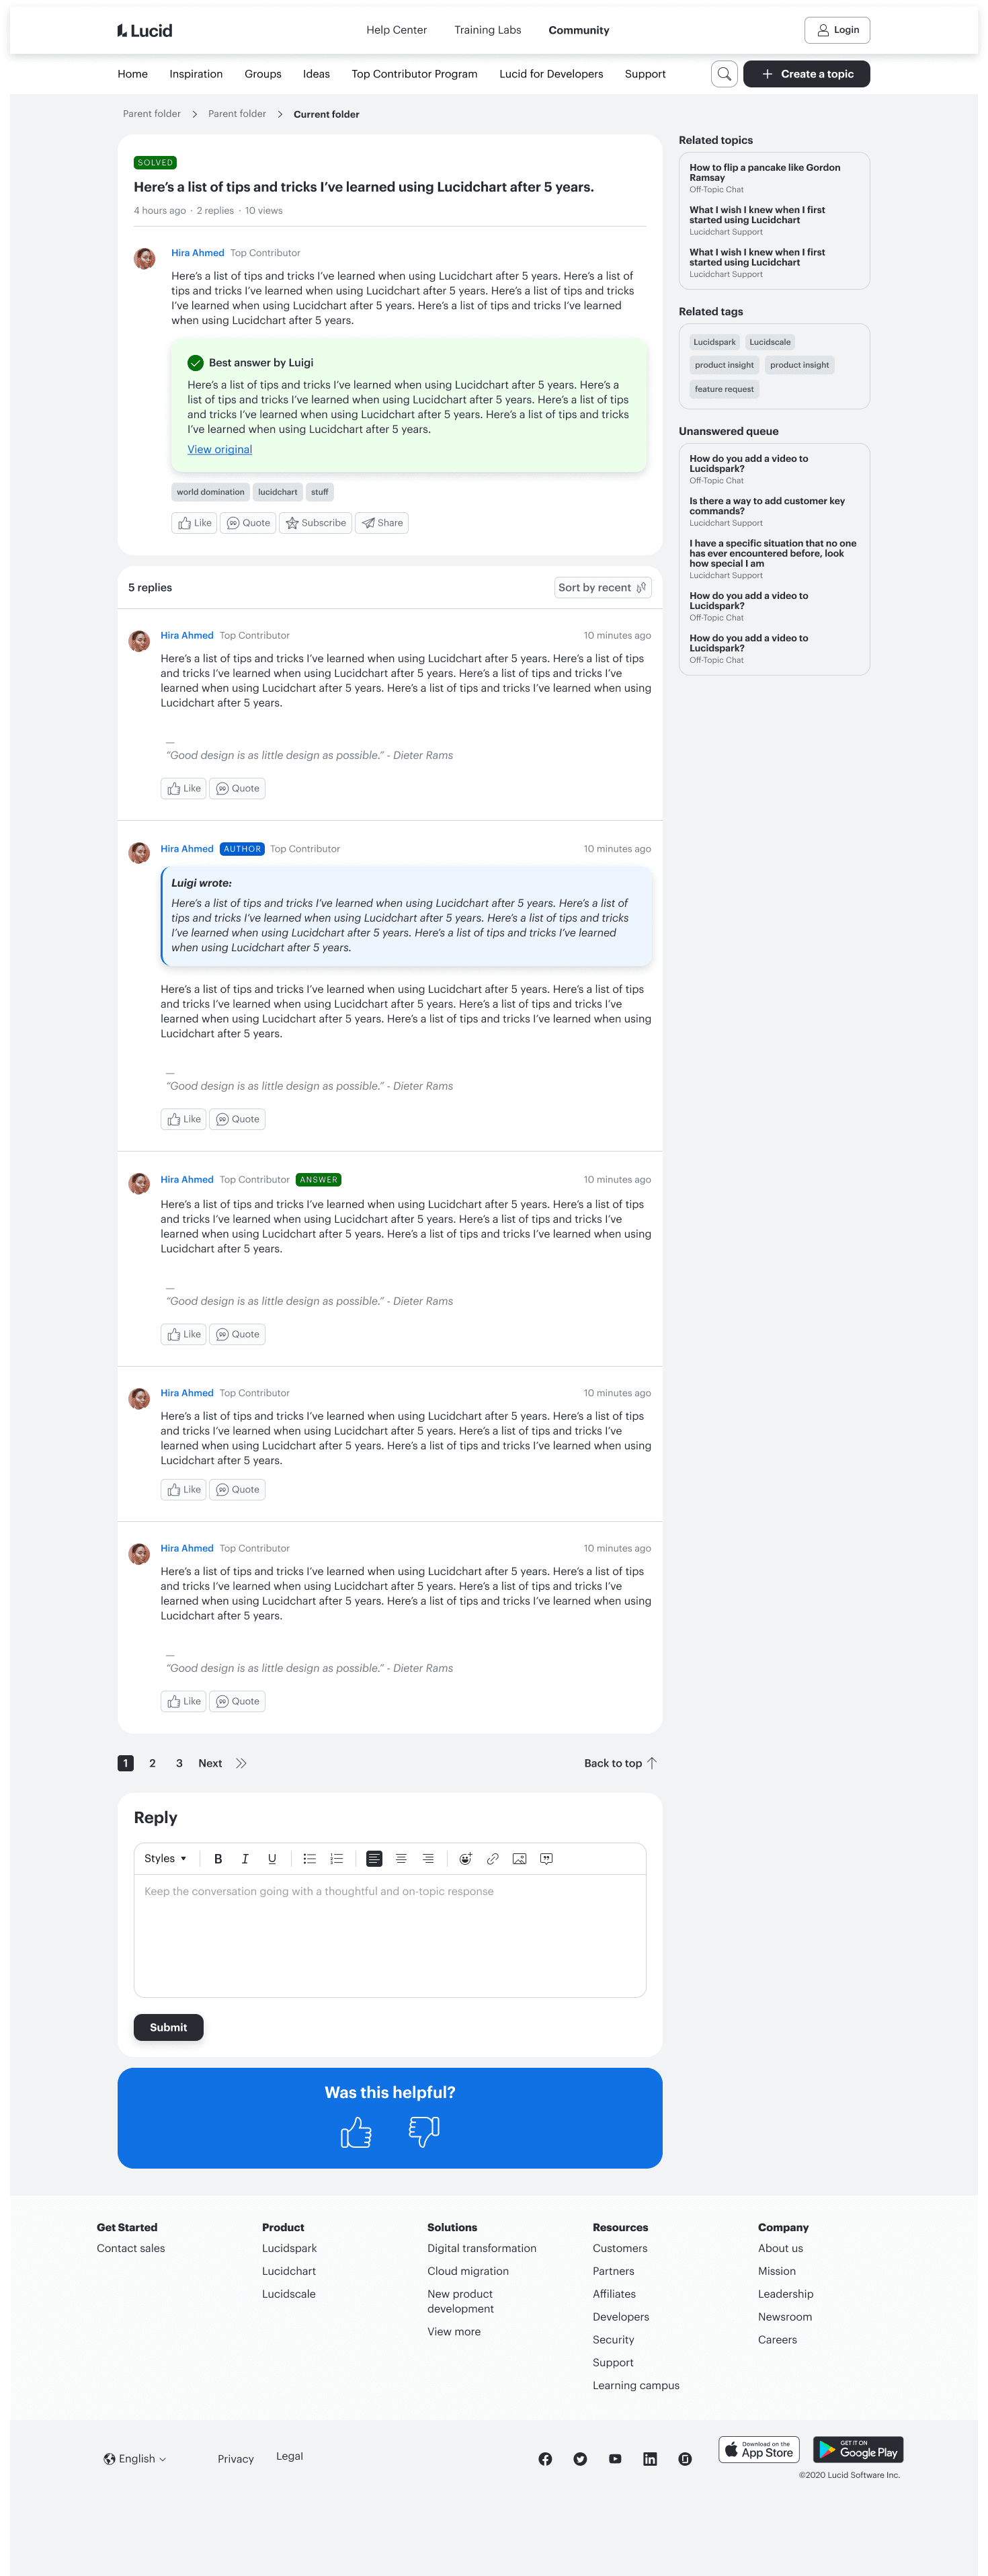 Lucid
Help Center
Training Labs
Community
Login
Home
Inspiration
Groups
Ideas
Top Contributor Program
Lucid for Developers
Support
Create a topic
Parent folder
Parent folder
Current folder
SOLVED
Here’s a list of tips and tricks I’ve learned using Lucidchart after 5 years.
4 hours ago · 2 replies · 10 views
Hira Ahmed Top Contributor
Here’s a list of tips and tricks I’ve learned when using Lucidchart after 5 years. Here’s a list of
tips and tricks I’ve learned when using Lucidchart after 5 years. Here’s a list of tips and tricks
I’ve learned when using Lucidchart after 5 years. Here’s a list of tips and tricks I’ve learned
when using Lucidchart after 5 years.
Best answer by Luigi
Here’s a list of tips and tricks I’ve learned when using Lucidchart after 5 years. Here’s a
list of tips and tricks I’ve learned when using Lucidchart after 5 years. Here’s a list of tips
and tricks I’ve learned when using Lucidchart after 5 years. Here’s a list of tips and tricks
I’ve learned when using Lucidchart after 5 years.
View original
world domination
lucidchart
stuff
Like
Quote
Subscribe
Share
5 replies
Sort by recent
Hira Ahmed Top Contributor
10 minutes ago
Here’s a list of tips and tricks I’ve learned when using Lucidchart after 5 years. Here’s a list of tips
and tricks I’ve learned when using Lucidchart after 5 years. Here’s a list of tips and tricks I’ve
learned when using Lucidchart after 5 years. Here’s a list of tips and tricks I’ve learned when using
Lucidchart after 5 years.
—
“Good design is as little design as possible.” - Dieter Rams
Like
Quote
Hira Ahmed AUTHOR Top Contributor
10 minutes ago
Luigi wrote:
Here’s a list of tips and tricks I’ve learned when using Lucidchart after 5 years. Here’s a list of
tips and tricks I’ve learned when using Lucidchart after 5 years. Here’s a list of tips and tricks
I’ve learned when using Lucidchart after 5 years. Here’s a list of tips and tricks I’ve learned
when using Lucidchart after 5 years.
Here’s a list of tips and tricks I’ve learned when using Lucidchart after 5 years. Here’s a list of tips
and tricks I’ve learned when using Lucidchart after 5 years. Here’s a list of tips and tricks I’ve
learned when using Lucidchart after 5 years. Here’s a list of tips and tricks I’ve learned when using
Lucidchart after 5 years.
—
“Good design is as little design as possible.” - Dieter Rams
Like
Quote
Hira Ahmed Top Contributor ANSWER
10 minutes ago
Here’s a list of tips and tricks I’ve learned when using Lucidchart after 5 years. Here’s a list of tips
and tricks I’ve learned when using Lucidchart after 5 years. Here’s a list of tips and tricks I’ve
learned when using Lucidchart after 5 years. Here’s a list of tips and tricks I’ve learned when using
Lucidchart after 5 years.
—
“Good design is as little design as possible.” - Dieter Rams
Like
Quote
Hira Ahmed Top Contributor
10 minutes ago
Here’s a list of tips and tricks I’ve learned when using Lucidchart after 5 years. Here’s a list of tips
and tricks I’ve learned when using Lucidchart after 5 years. Here’s a list of tips and tricks I’ve
learned when using Lucidchart after 5 years. Here’s a list of tips and tricks I’ve learned when using
Lucidchart after 5 years.
Like
Quote
Hira Ahmed Top Contributor
10 minutes ago
Here’s a list of tips and tricks I’ve learned when using Lucidchart after 5 years. Here’s a list of tips
and tricks I’ve learned when using Lucidchart after 5 years. Here’s a list of tips and tricks I’ve
learned when using Lucidchart after 5 years. Here’s a list of tips and tricks I’ve learned when using
Lucidchart after 5 years.
—
“Good design is as little design as possible.” - Dieter Rams
Like
Quote
1 2 3 Next
Back to top
Reply
Styles
B I U
Keep the conversation going with a thoughtful and on-topic response
Submit
Was this helpful?
Related topics
How to flip a pancake like Gordon
Ramsay
Off-Topic Chat
What I wish I knew when I first
started using Lucidchart
Lucidchart Support
What I wish I knew when I first
started using Lucidchart
Lucidchart Support
Related tags
Lucidspark
Lucidscale
product insight
product insight
feature request
Unanswered queue
How do you add a video to
Lucidspark?
Off-Topic Chat
Is there a way to add customer key
commands?
Lucidchart Support
I have a specific situation that no one
has ever encountered before, look
how special I am
Lucidchart Support
How do you add a video to
Lucidspark?
Off-Topic Chat
How do you add a video to
Lucidspark?
Off-Topic Chat
Get Started
Contact sales
Product
Lucidspark
Lucidchart
Lucidscale
Solutions
Digital transformation
Cloud migration
New product
development
View more
Resources
Customers
Partners
Affiliates
Developers
Security
Support
Learning campus
Company
About us
Mission
Leadership
Newsroom
Careers
English
Privacy
Legal
Download on the
App Store
GET IT ON
Google Play
©2020 Lucid Software Inc.